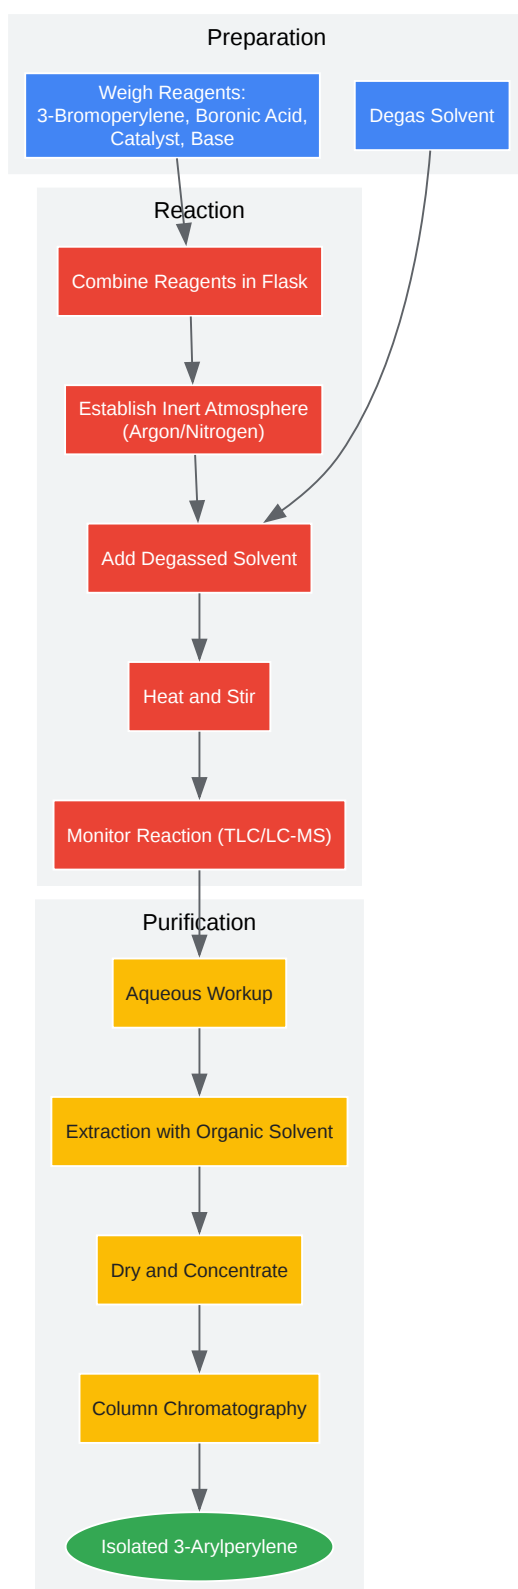 Preparation
Weigh Reagents:
3-Bromoperylene, Boronic Acid,
Catalyst, Base
Degas Solvent
Reaction
Combine Reagents in Flask
Establish Inert Atmosphere
(Argon/Nitrogen)
Add Degassed Solvent
Heat and Stir
Monitor Reaction (TLC/LC-MS)
Purification
Aqueous Workup
Extraction with Organic Solvent
Dry and Concentrate
Column Chromatography
Isolated 3-Arylperylene